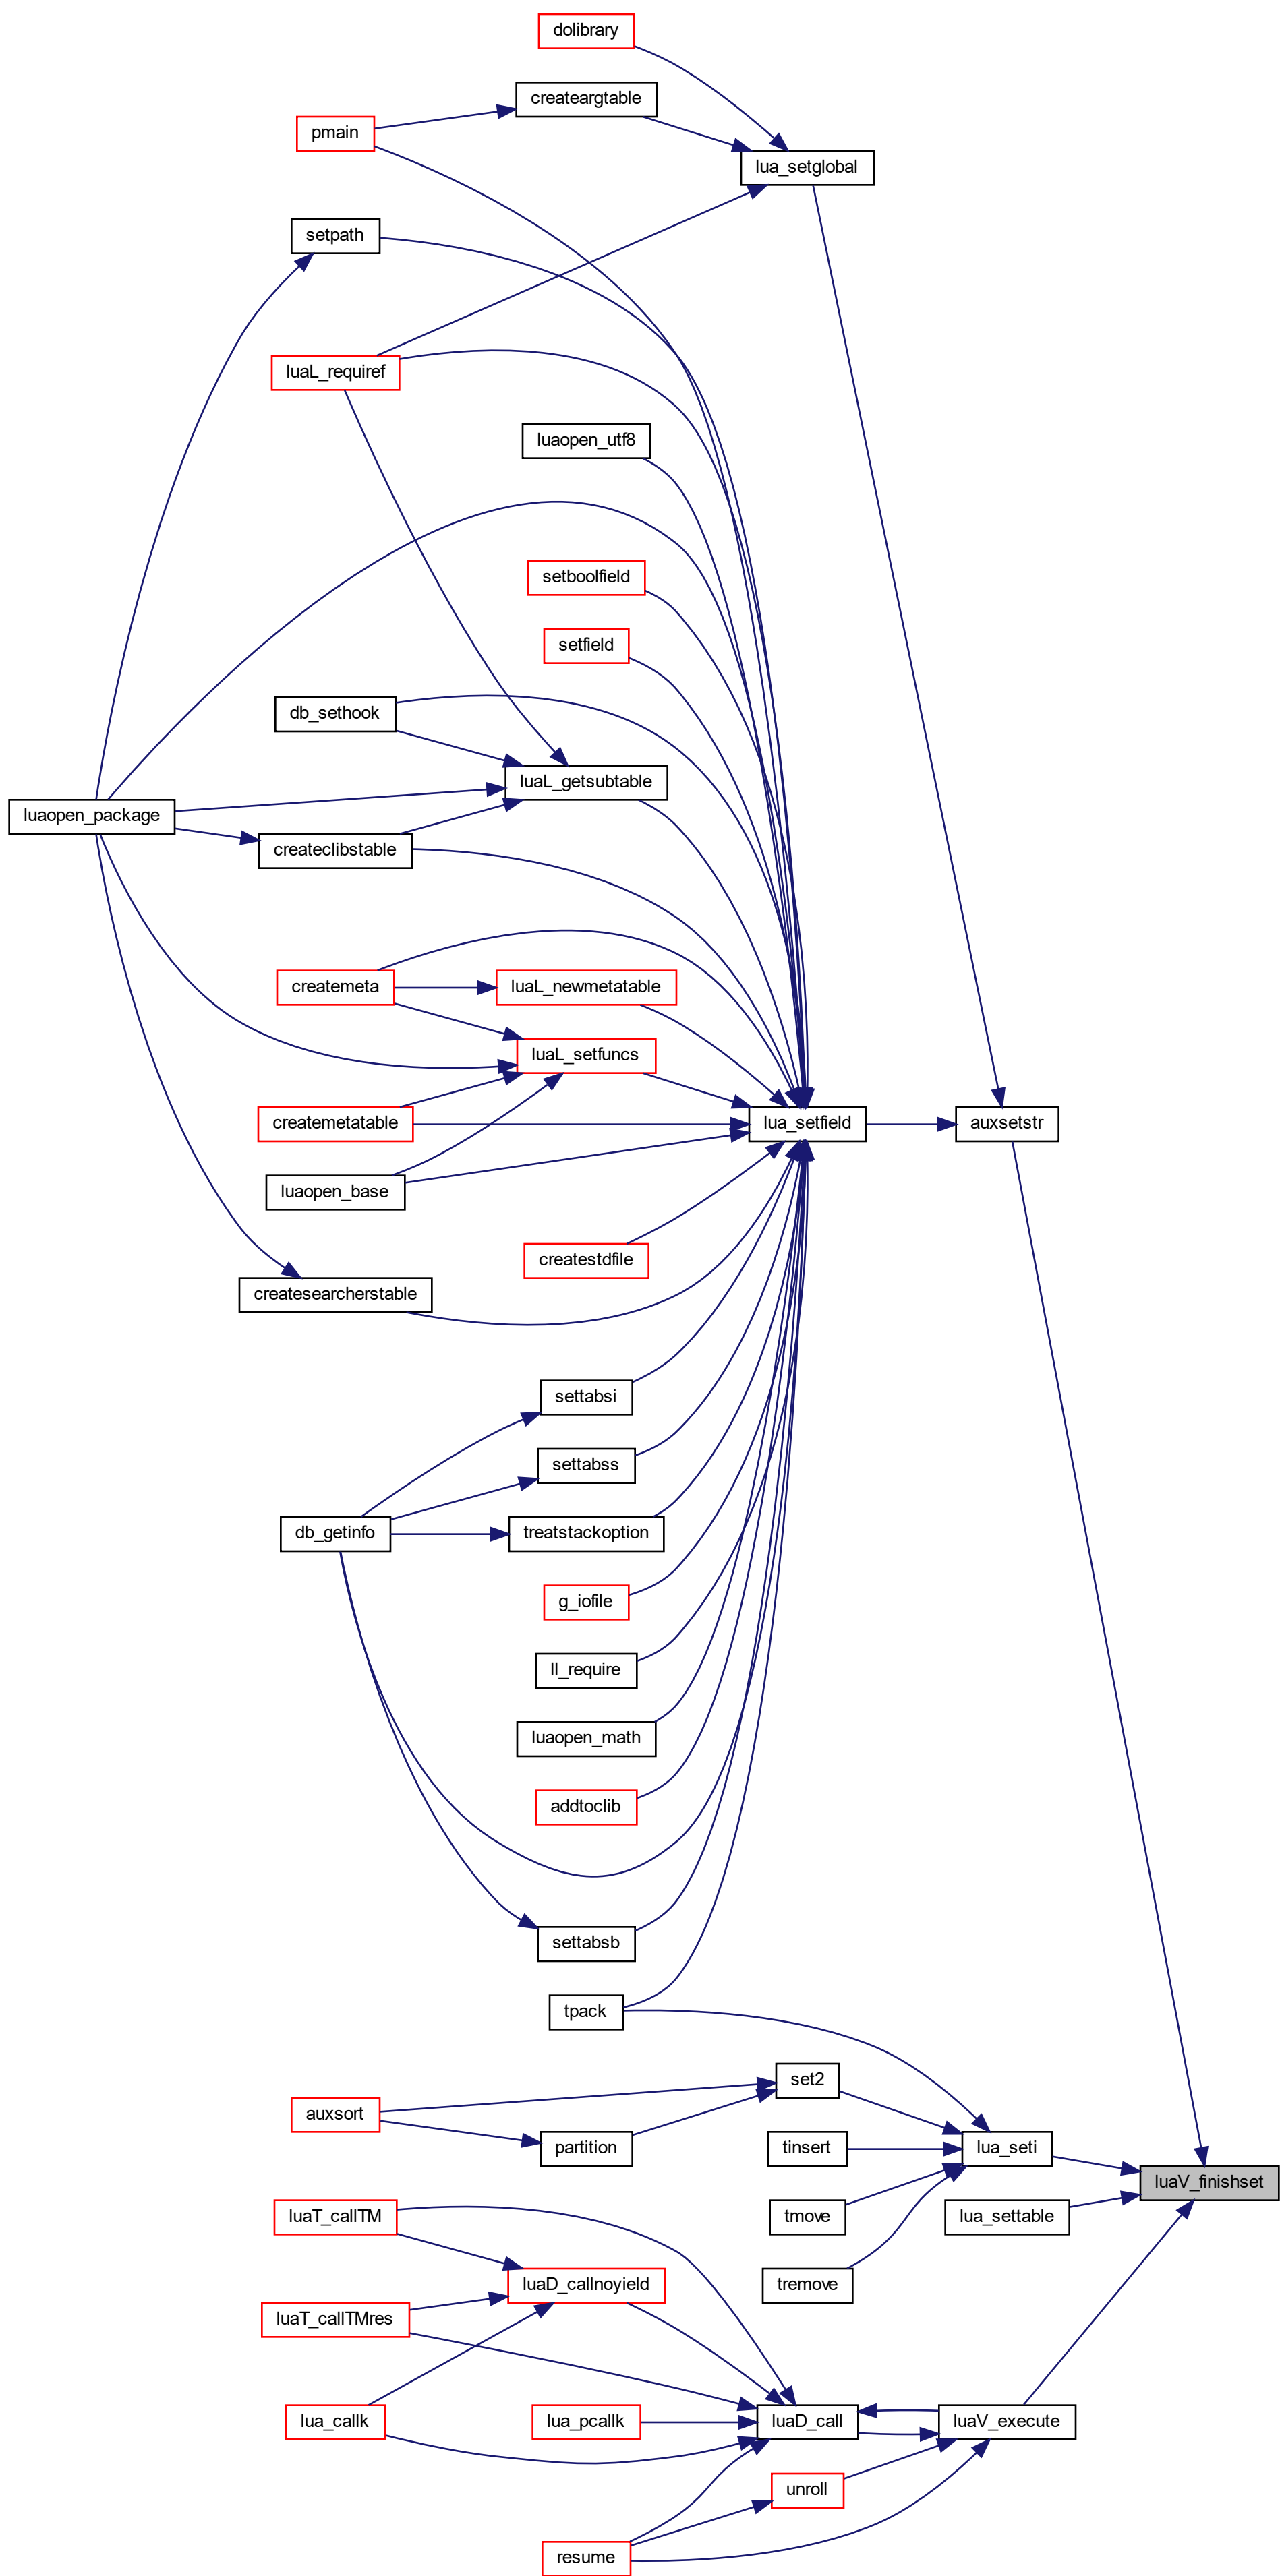 dolibrary
createargtable
pmain
lua_setglobal
setpath
luaL_requiref
luaopen_utf8
setboolfield
setfield
db_sethook
luaL_getsubtable
luaopen_package
createclibstable
createmeta
luaL_newmetatable
luaL_setfuncs
createmetatable
lua_setfield
auxsetstr
luaopen_base
createstdfile
createsearcherstable
settabsi
settabss
db_getinfo
treatstackoption
g_iofile
ll_require
luaopen_math
addtoclib
settabsb
tpack
set2
auxsort
partition
tinsert
lua_seti
luaV_finishset
luaT_callTM
tmove
lua_settable
luaD_callnoyield
tremove
luaT_callTMres
lua_callk
lua_pcallk
luaD_call
luaV_execute
unroll
resume